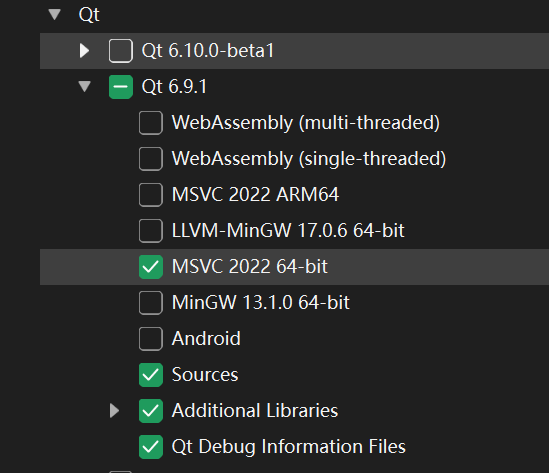 Qt
Qt 6.10.0-beta1
Qt 6.9.1
WebAssembly (multi-threaded)
WebAssembly (single-threaded)
MSVC 2022 ARM64
LLVM-MinGW 17.0.6 64-bit
MSVC 2022 64-bit
MinGW 13.1.0 64-bit
Android
Sources
Additional Libraries
Qt Debug Information Files